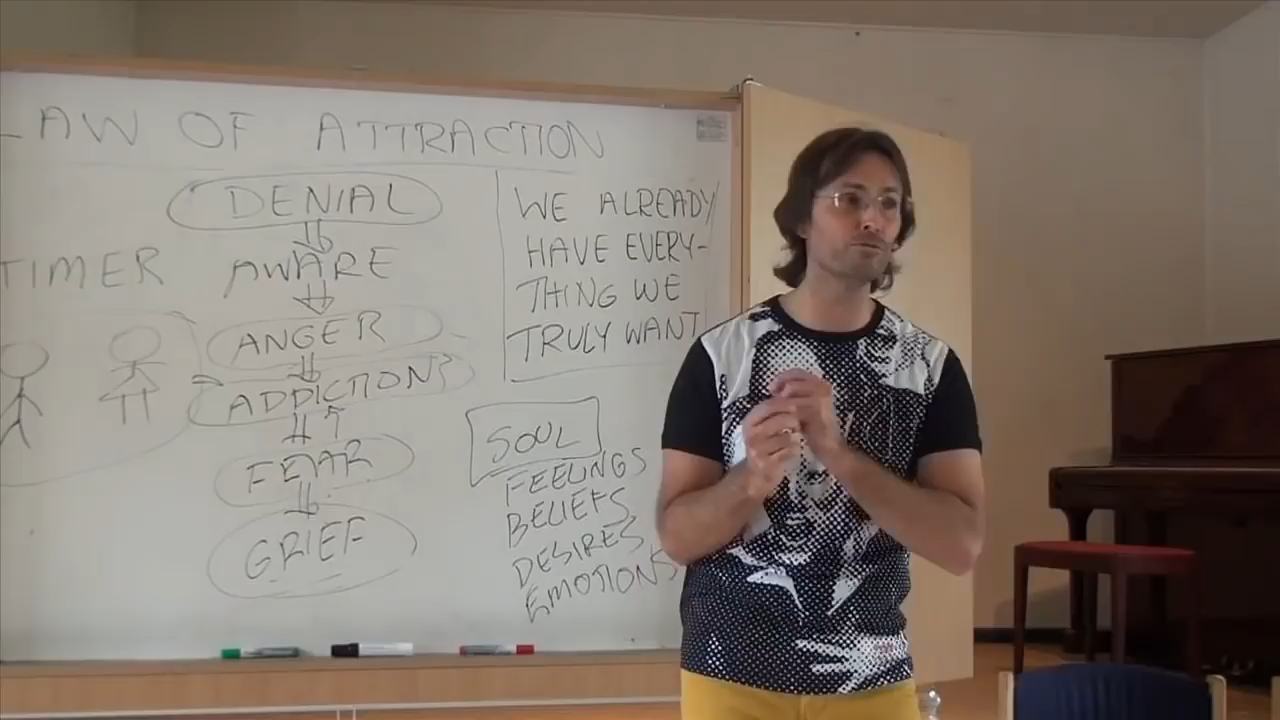 LAW OF ATTRACTION
DENIAL
TIMER AWARE
ANGER
ADDICTIONS
FEAR
GRIEF
WE ALREADY
HAVE EVERY-
THING WE
TRULY WANT
SOUL
FEELINGS
BELIEFS
DESIRES
EMOTIONS